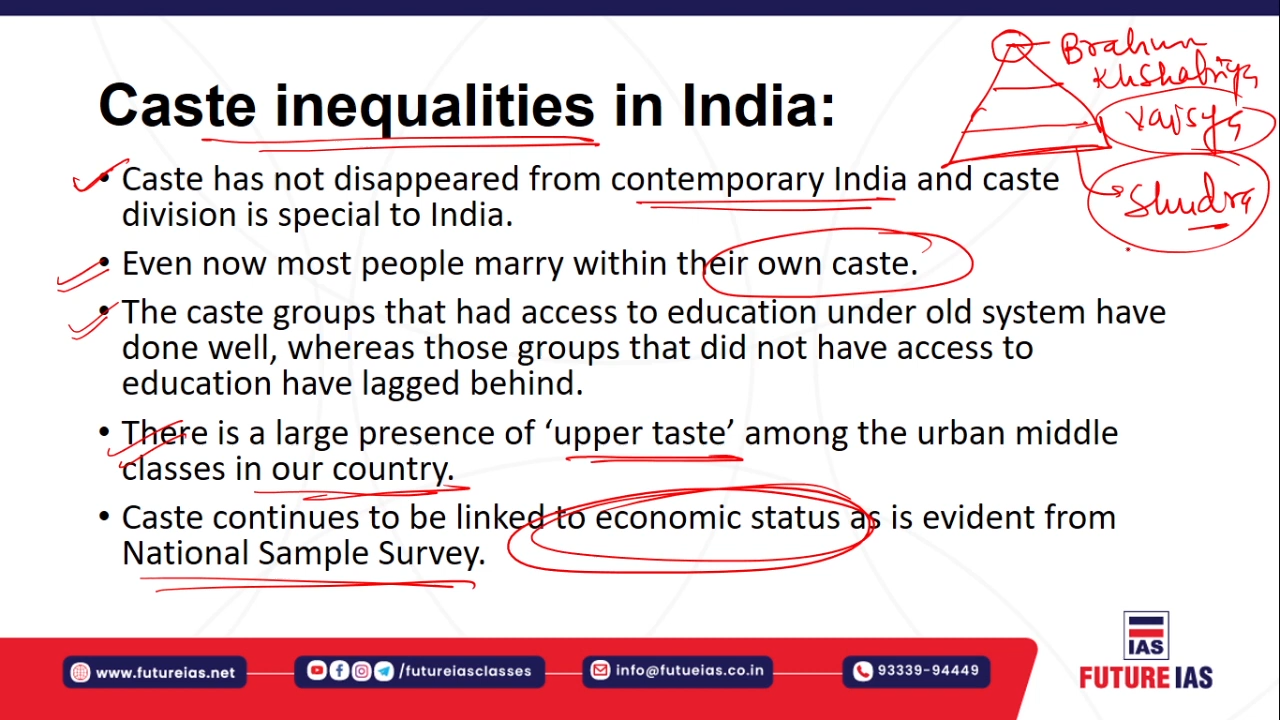 Caste inequalities in India:
Brahmn
Khshatriya
Vaisya
Shudra
• Caste has not disappeared from contemporary India and caste
division is special to India.
• Even now most people marry within their own caste.
• The caste groups that had access to education under old system have
done well, whereas those groups that did not have access to
education have lagged behind.
• There is a large presence of ‘upper taste’ among the urban middle
classes in our country.
• Caste continues to be linked to economic status as is evident from
National Sample Survey.
www.futureias.net
/futureiasclasses
info@futueias.co.in
93339-94449
IAS
FUTURE IAS